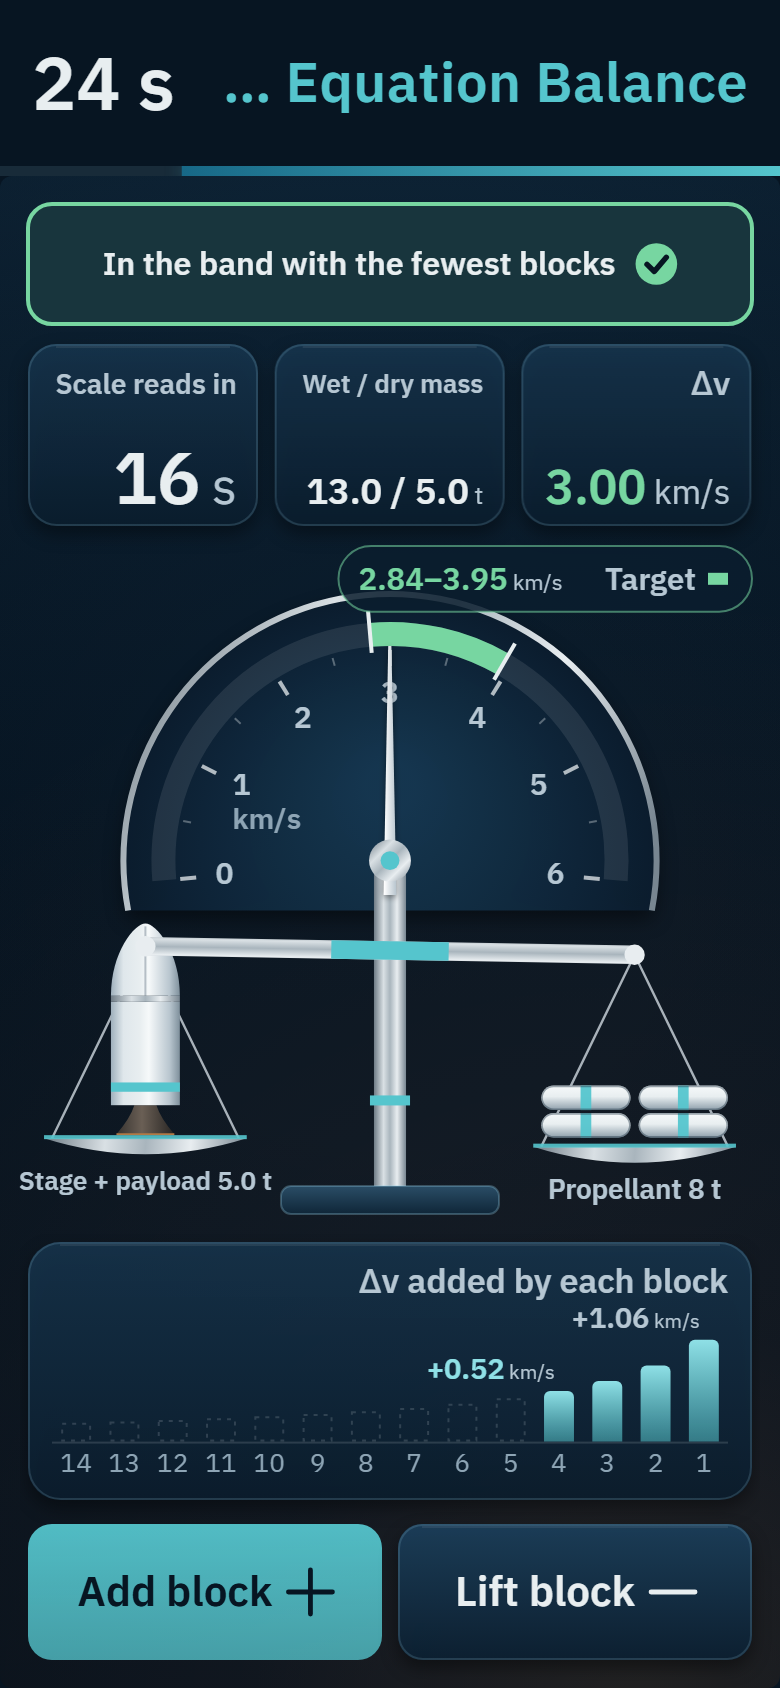 24 s
... Equation Balance
In the band with the fewest blocks
Scale reads in
16 s
Wet / dry mass
13.0 / 5.0 t
Δv
3.00 km/s
2.84–3.95 km/s Target
0
1
2
3
4
5
6
km/s
Stage + payload 5.0 t
Propellant 8 t
Δv added by each block
+1.06 km/s
+0.52 km/s
14 13 12 11 10 9 8 7 6 5 4 3 2 1
Add block
Lift block